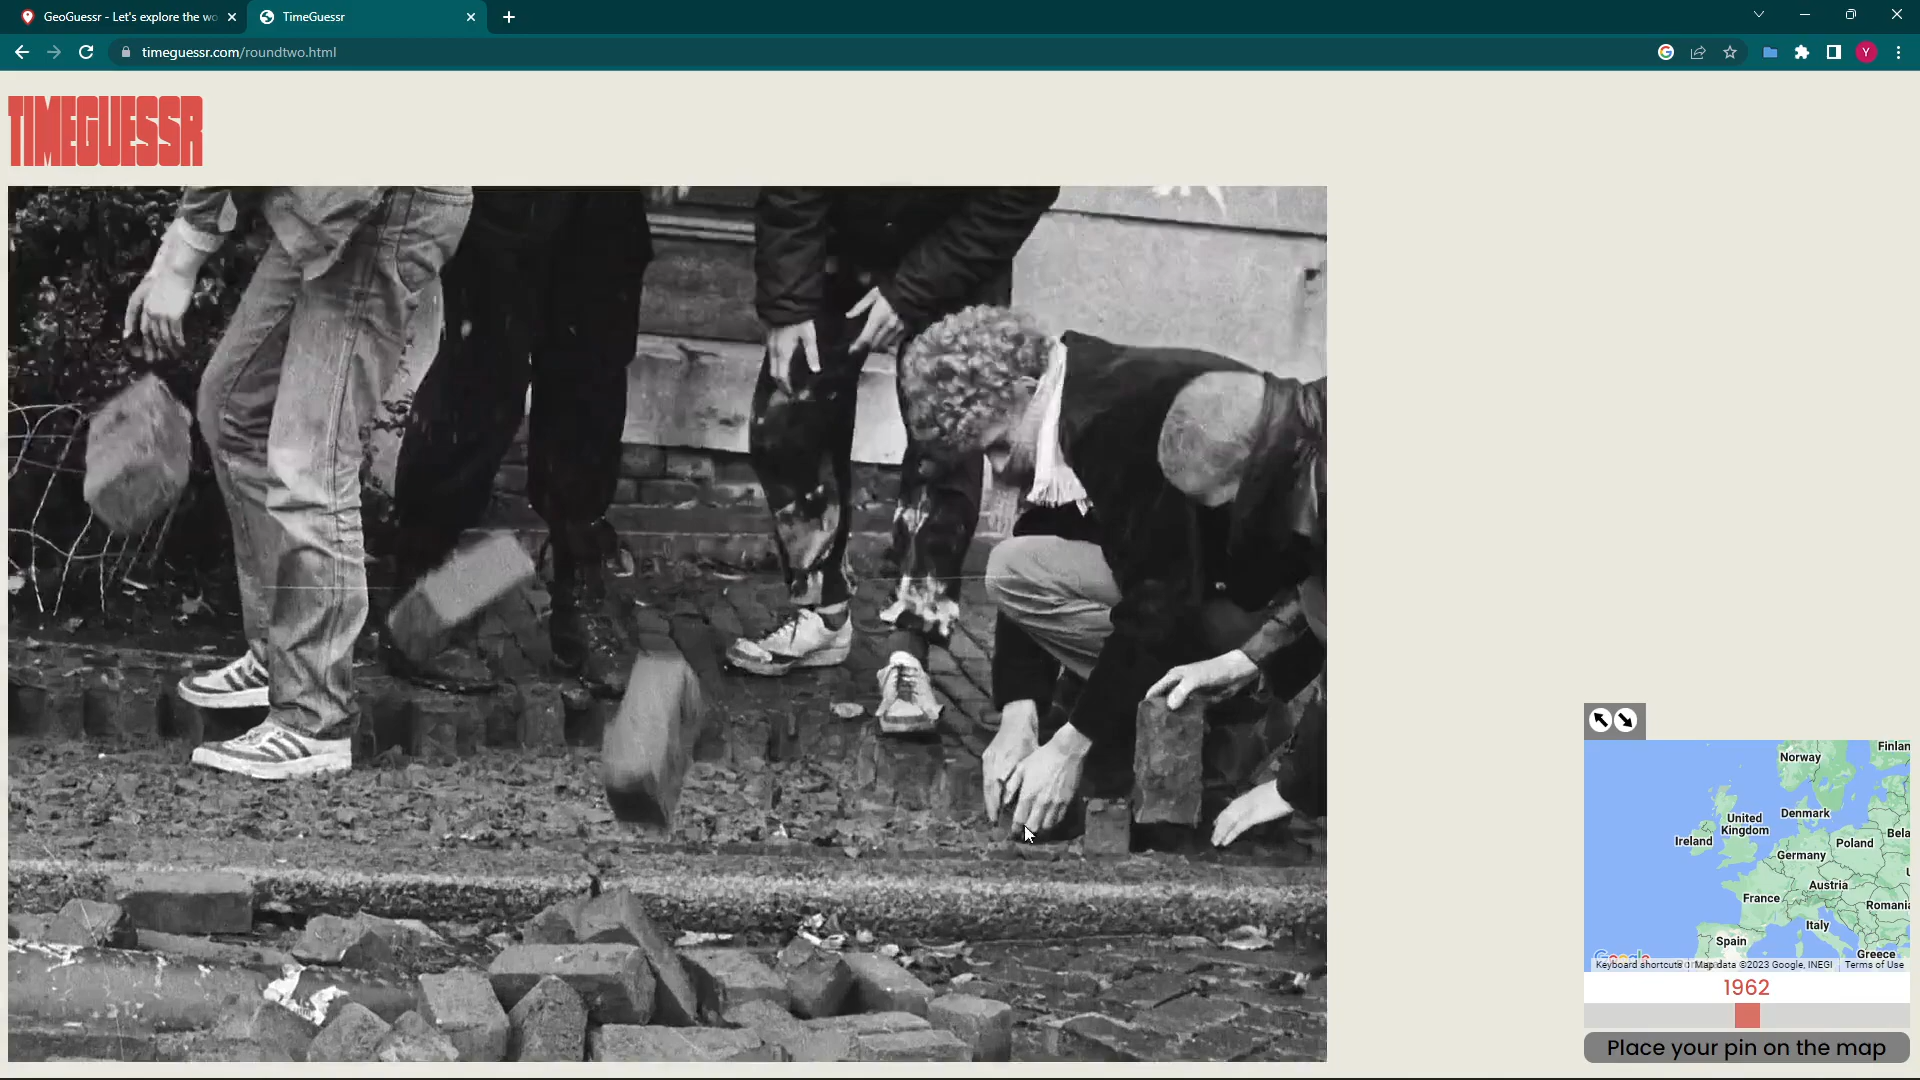 GeoGuessr - Let's explore the wo
TimeGuessr
timeguessr.com/roundtwo.html
Y
TIMEGUESSR
Finlan
Norway
United
Kingdom
Denmark
Ireland
Bela
Poland
Germany
Austria
France
Romania
Italy
Spain
Greece
Google
Keyboard shortcuts
Map data ©2023 Google, INEGI
Terms of Use
1962
Place your pin on the map